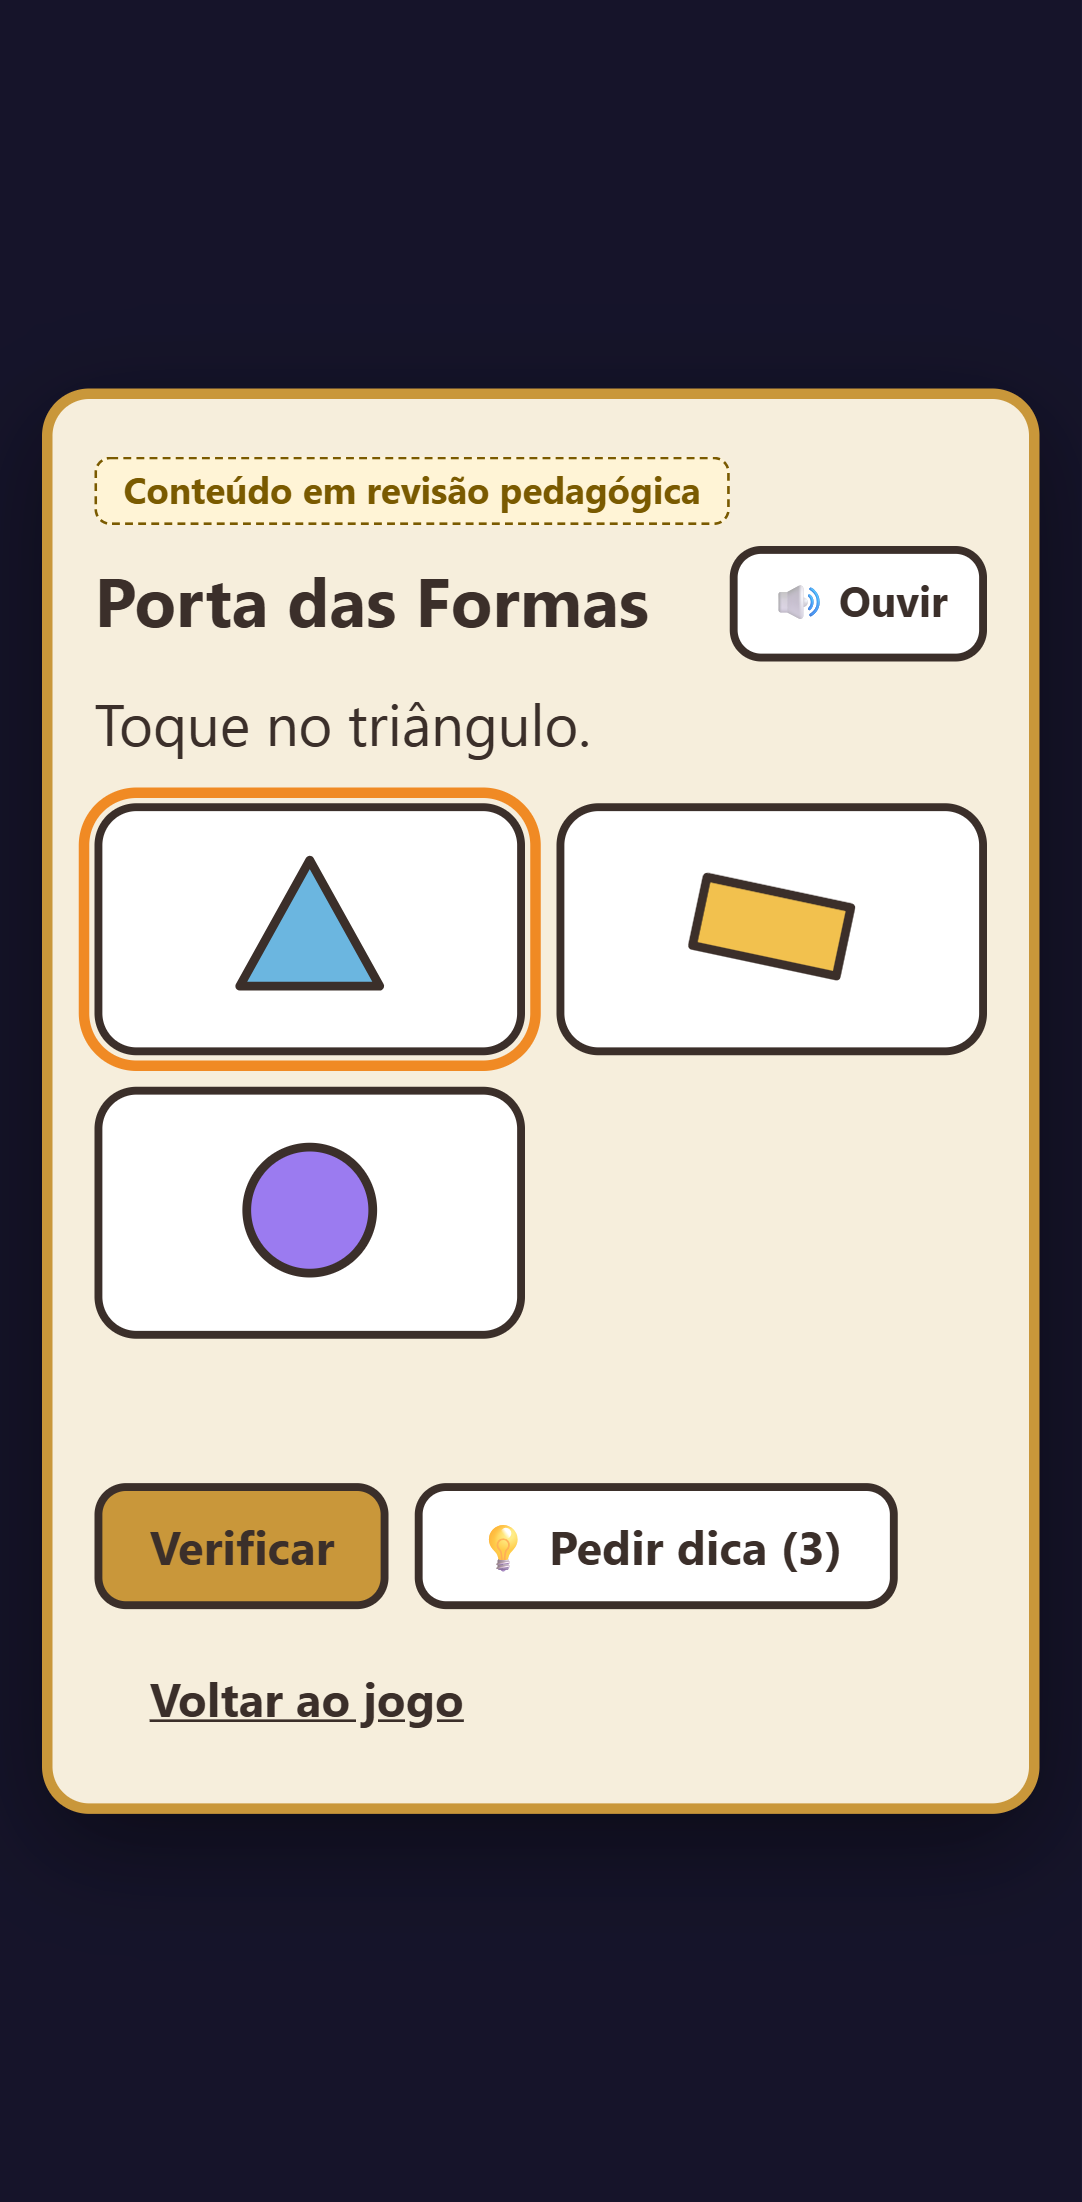 Conteúdo em revisão pedagógica
Porta das Formas
Ouvir
Toque no triângulo.
Verificar
Pedir dica (3)
Voltar ao jogo